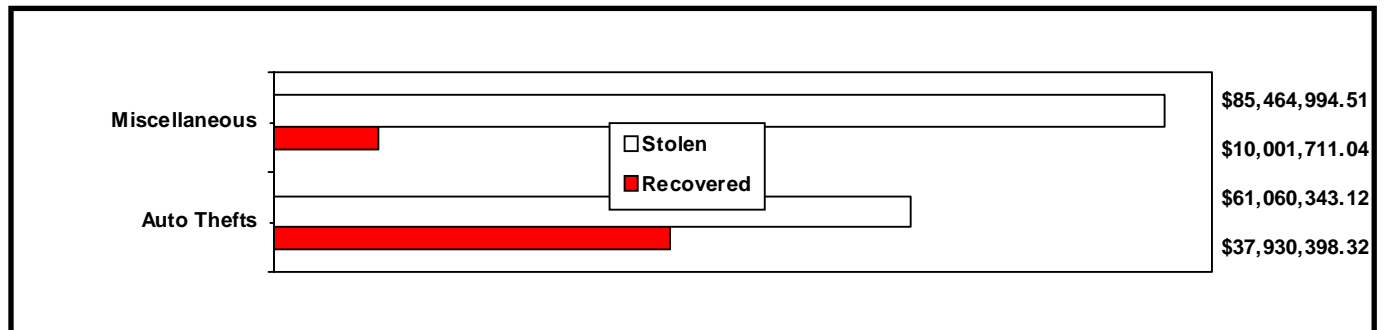 Miscellaneous
Auto Thefts
Stolen
Recovered
$85,464,994.51
$10,001,711.04
$61,060,343.12
$37,930,398.32